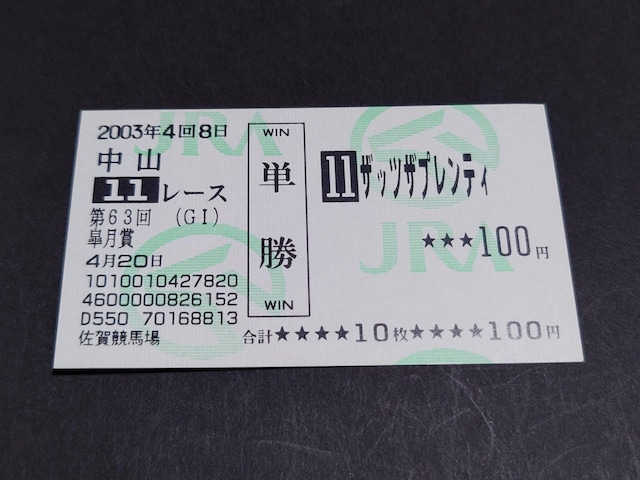 2003年4回8日
中山
11レース
第63回 (GI)
皐月賞
4月20日
1010010427820
4600000826152
D550 70168813
佐賀競馬場
WIN
単勝
WIN
11 ザッツザプレンティ
★★★100円
合計★★★★10枚★★★★100円
JRA
JRA
JRA